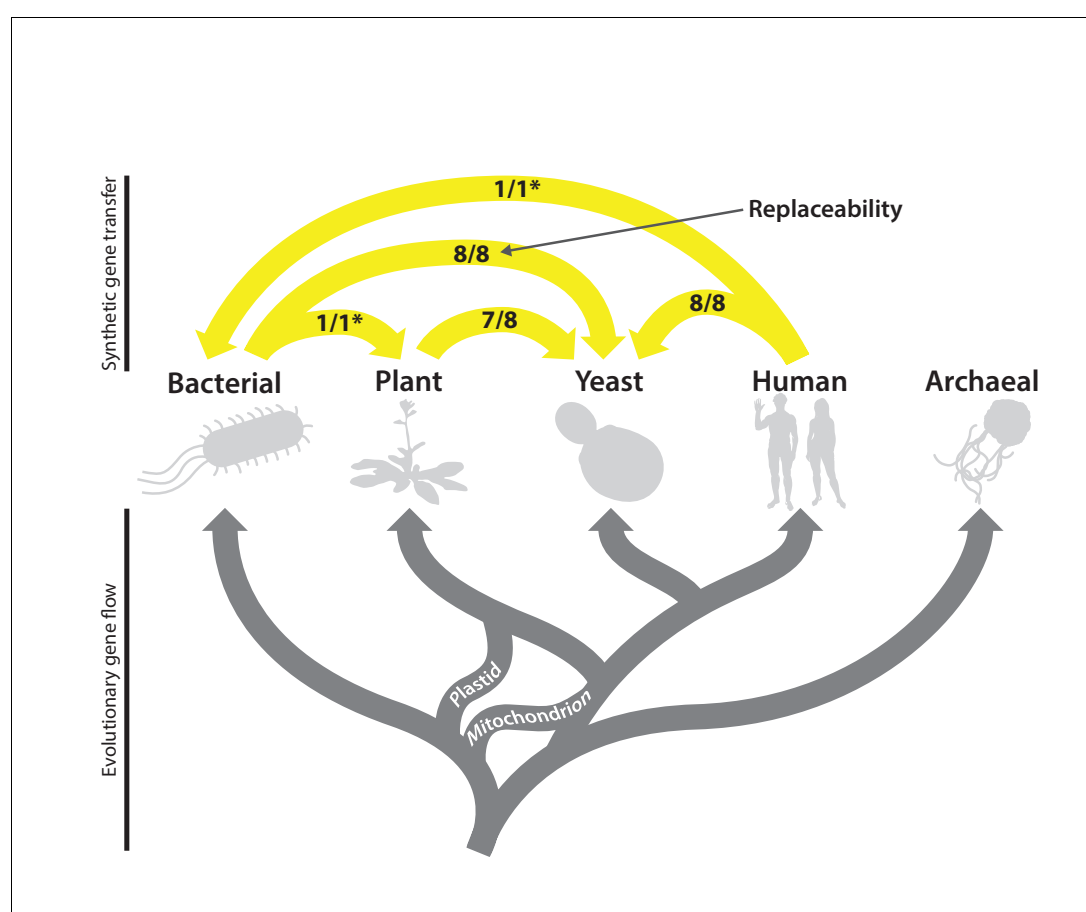 Synthetic gene transfer
1/1*
Replaceability
8/8
8/8
1/1*
7/8
Bacterial
Plant
Yeast
Human
Archaeal
Evolutionary gene flow
Plastid
Mitochondrion